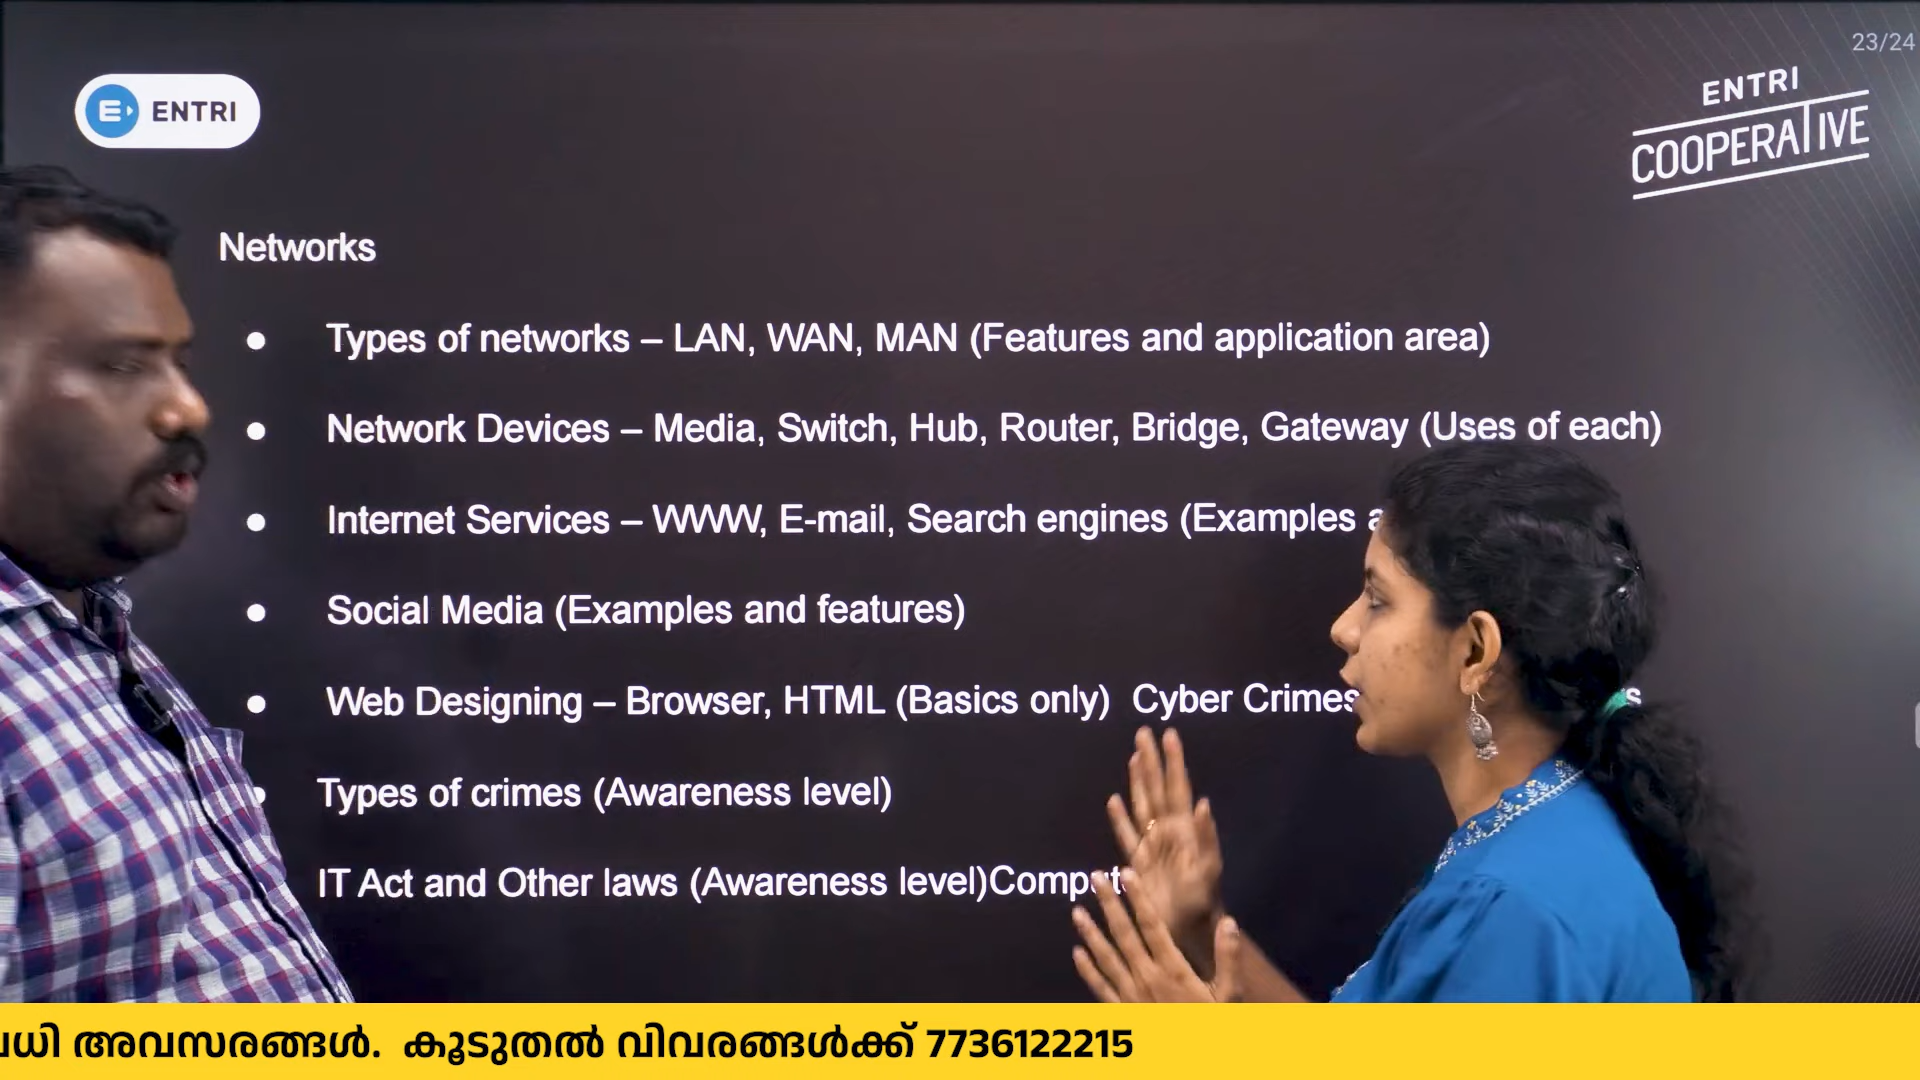 23/24
ENTRI
ENTRI
COOPERATIVE
Networks
● Types of networks – LAN, WAN, MAN (Features and application area)
● Network Devices – Media, Switch, Hub, Router, Bridge, Gateway (Uses of each)
● Internet Services – WWW, E-mail, Search engines (Examples
● Social Media (Examples and features)
● Web Designing – Browser, HTML (Basics only) Cyber Crimes
● Types of crimes (Awareness level)
IT Act and Other laws (Awareness level)
അവസരങ്ങൾ. കൂടുതൽ വിവരങ്ങൾക്ക് 7736122215